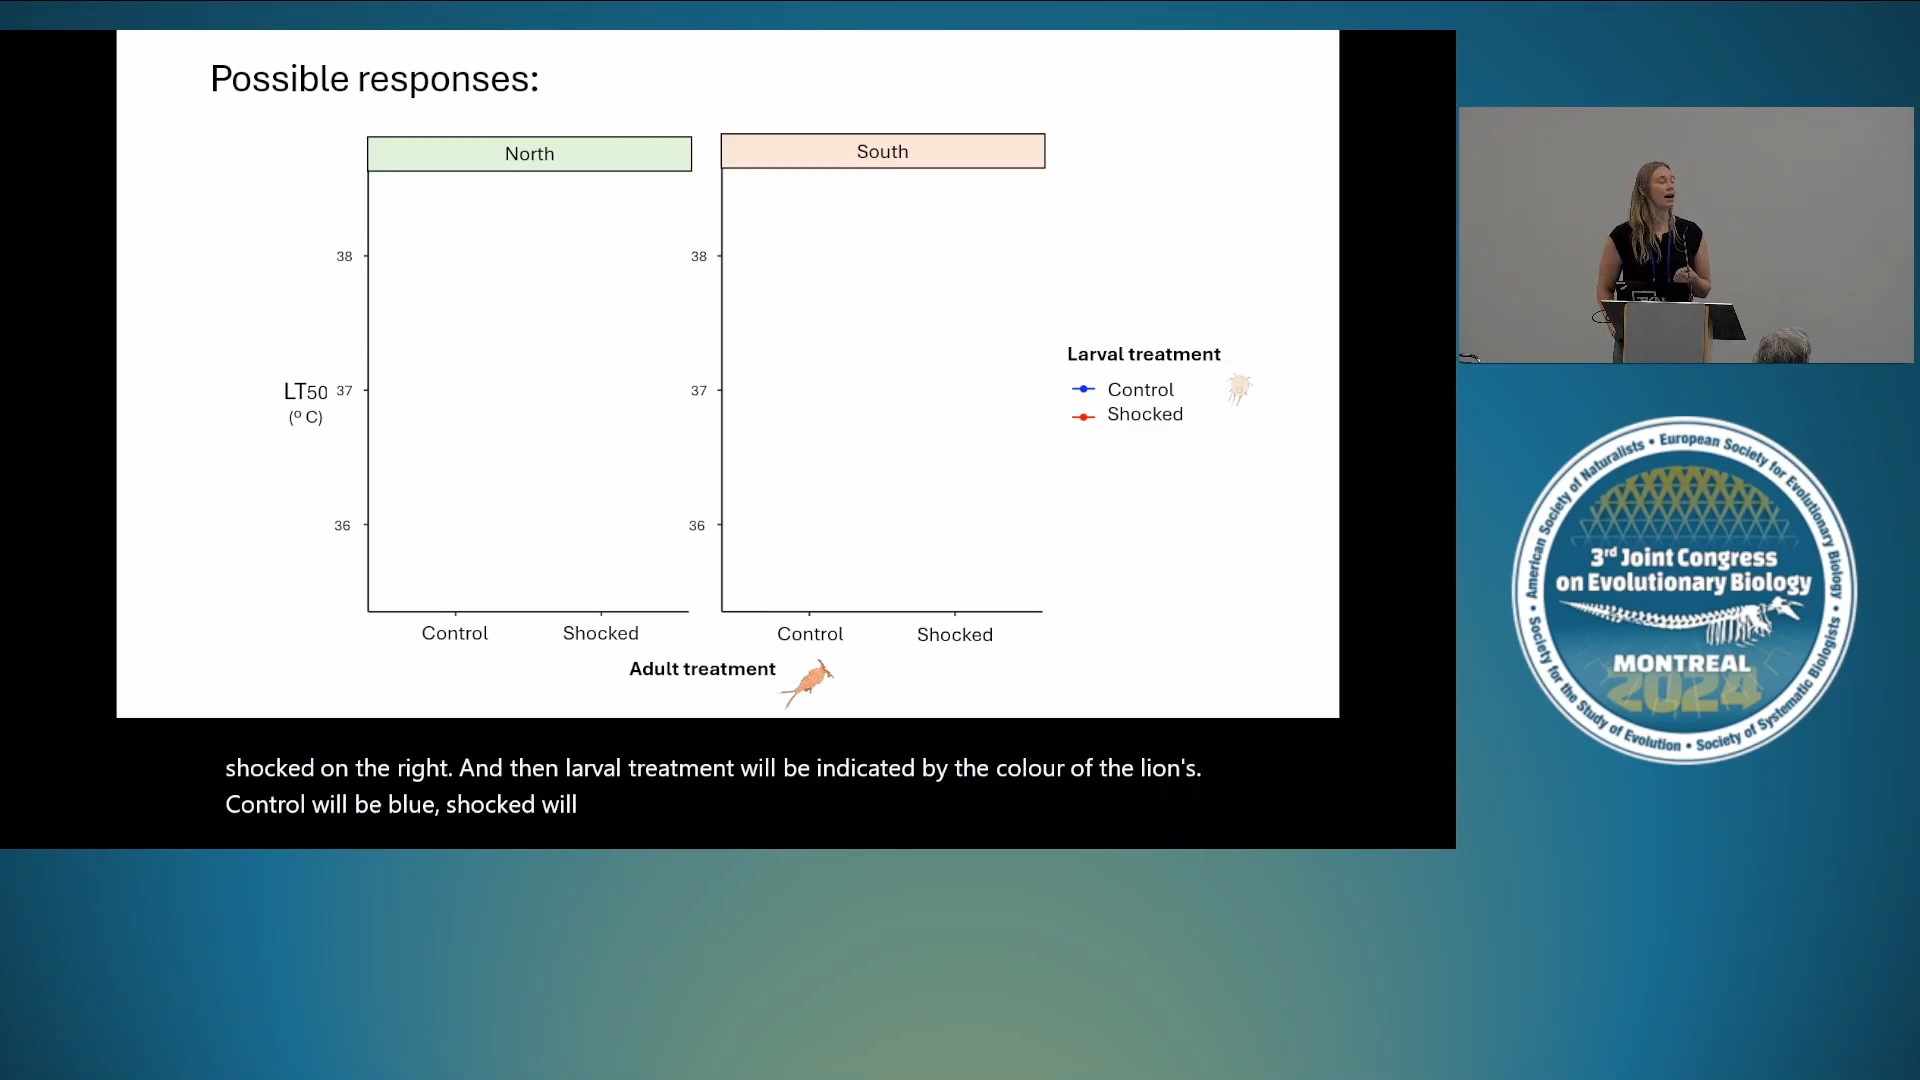 Possible responses:
North
South
38
38
LT50
37
37
(º C)
36
36
Control
Shocked
Control
Shocked
Adult treatment
Larval treatment
Control
Shocked
shocked on the right. And then larval treatment will be indicated by the colour of the lion's.
Control will be blue, shocked will
American Society of Naturalists • European Society for Evolutionary Biology •
Society for the Study of Evolution • Society of Systematic Biologists •
3rd Joint Congress
on Evolutionary Biology
MONTREAL
2024